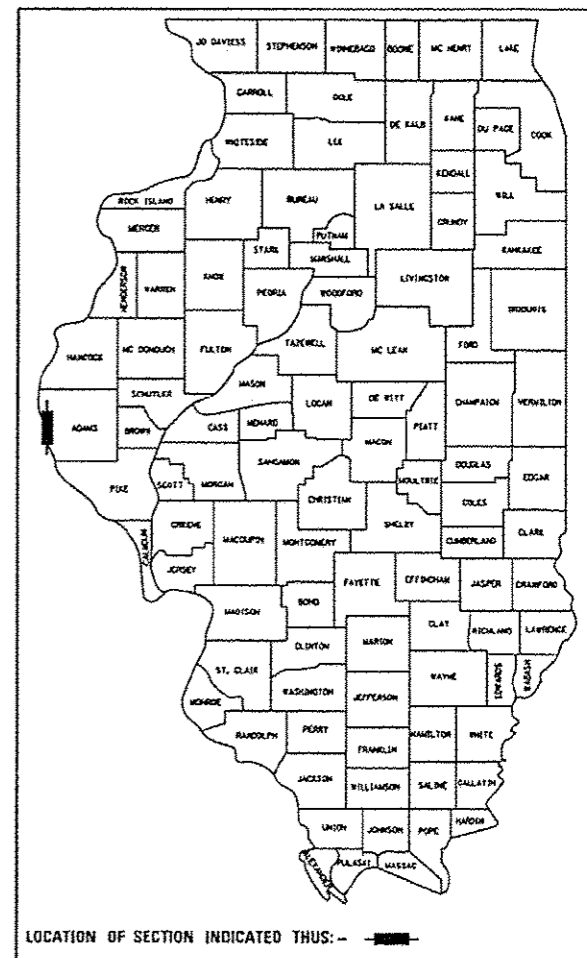 JO DAVIESS STEPHENSON WINNEBAGO BOONE MC HENRY LAKE
CARROLL OGLE DE KALB KANE DU PAGE COOK
WHITESIDE LEE KENDALL WILL
ROCK ISLAND HENRY BUREAU LA SALLE GRUNDY
MERCER STARK PUTNAM KANKAKEE
MARSHALL
HENDERSON WARREN KNOX PEORIA WOODFORD LIVINGSTON IROQUOIS
HANCOCK MC DONOUGH FULTON TAZEWELL MC LEAN FORD
SCHUYLER MASON LOGAN DE WITT CHAMPAIGN VERMILION
ADAMS BROWN CASS MENARD MACON PIATT
PIKE SCOTT MORGAN SANGAMON MOULTRIE DOUGLAS EDGAR
CHRISTIAN COLES
CALHOUN GREENE MACOUPIN MONTGOMERY SHELBY CUMBERLAND CLARK
JERSEY FAYETTE EFFINGHAM JASPER CRAWFORD
MADISON BOND CLAY RICHLAND LAWRENCE
CLINTON MARION
ST. CLAIR WAYNE EDWARDS WABASH
MONROE WASHINGTON JEFFERSON
RANDOLPH PERRY HAMILTON WHITE
FRANKLIN
JACKSON WILLIAMSON SALINE GALLATIN
UNION JOHNSON POPE HARDIN
ALEXANDER PULASKI MASSAC
LOCATION OF SECTION INDICATED THUS:-